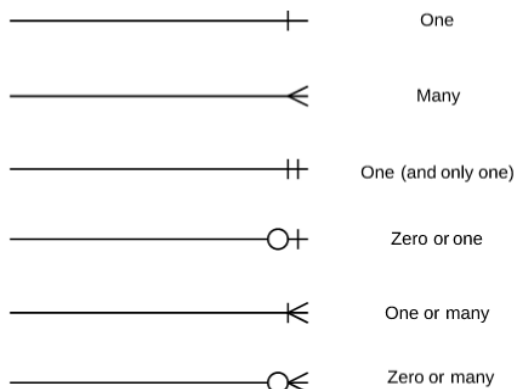 One
Many
One (and only one)
Zero or one
One or many
Zero or many